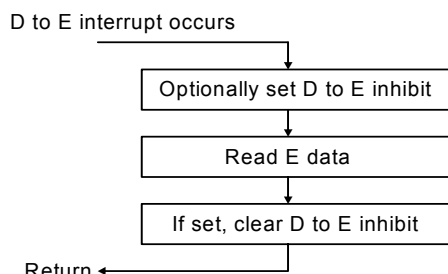 D to E interrupt occurs
Optionally set D to E inhibit
Read E data
If set, clear D to E inhibit
Return